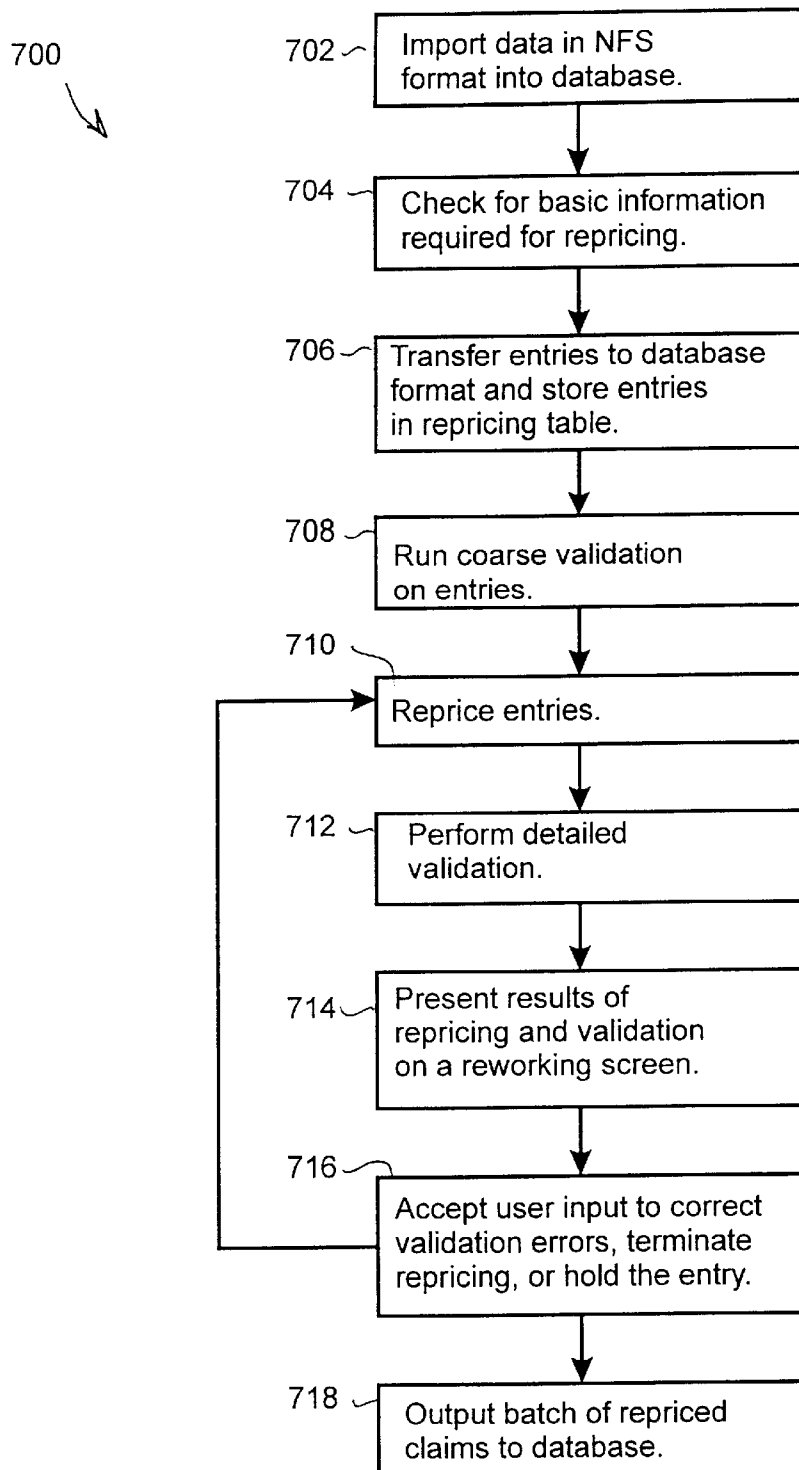 700
702
Import data in NFS
format into database.
704
Check for basic information
required for repricing.
706
Transfer entries to database
format and store entries
in repricing table.
708
Run coarse validation
on entries.
710
Reprice entries.
712
Perform detailed
validation.
714
Present results of
repricing and validation
on a reworking screen.
716
Accept user input to correct
validation errors, terminate
repricing, or hold the entry.
718
Output batch of repriced
claims to database.